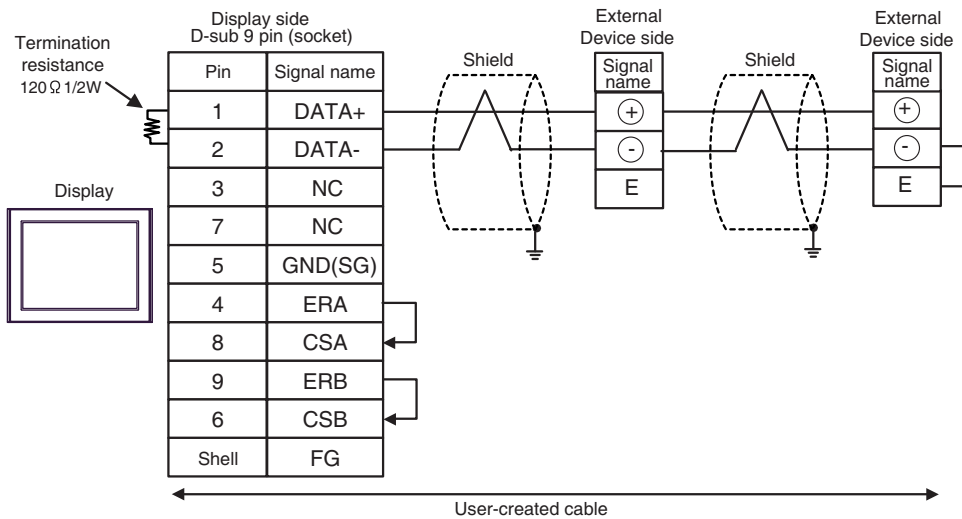 Display side
D-sub 9 pin (socket)
Termination
resistance
120Ω 1/2W
Pin Signal name
1 DATA+
2 DATA-
3 NC
7 NC
5 GND(SG)
4 ERA
8 CSA
9 ERB
6 CSB
Shell FG
Display
Shield
External
Device side
Signal
name
+
-
E
Shield
External
Device side
Signal
name
+
-
E
User-created cable